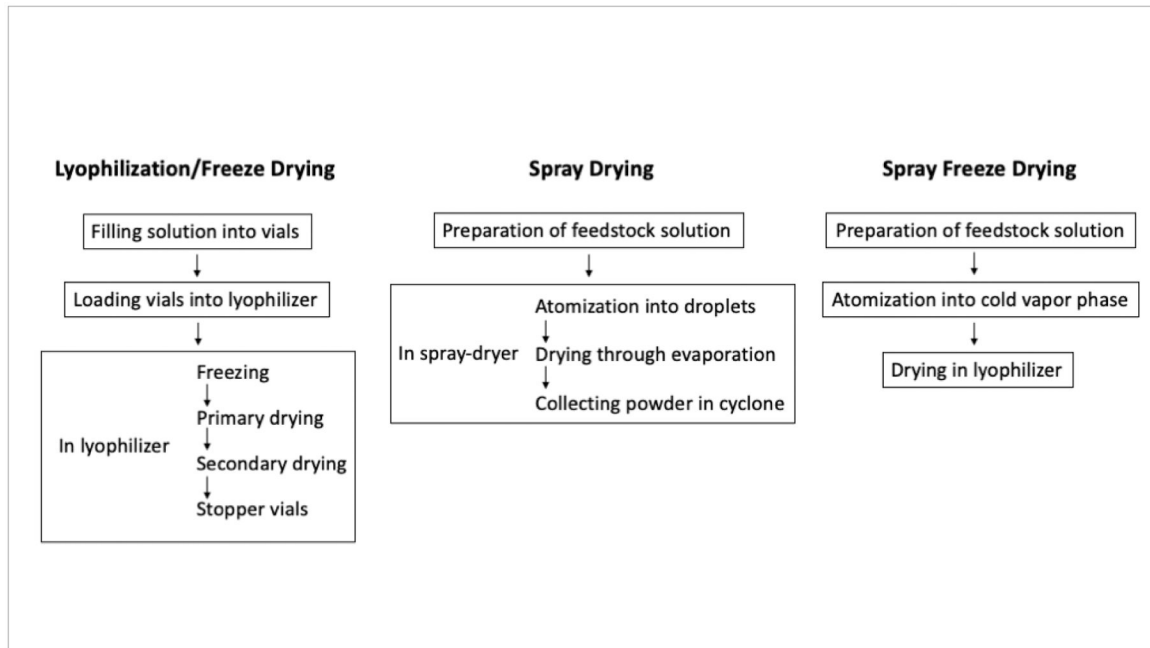 Lyophilization/Freeze Drying
Filling solution into vials
Loading vials into lyophilizer
In lyophilizer
Freezing
Primary drying
Secondary drying
Stopper vials
Spray Drying
Preparation of feedstock solution
In spray-dryer
Atomization into droplets
Drying through evaporation
Collecting powder in cyclone
Spray Freeze Drying
Preparation of feedstock solution
Atomization into cold vapor phase
Drying in lyophilizer